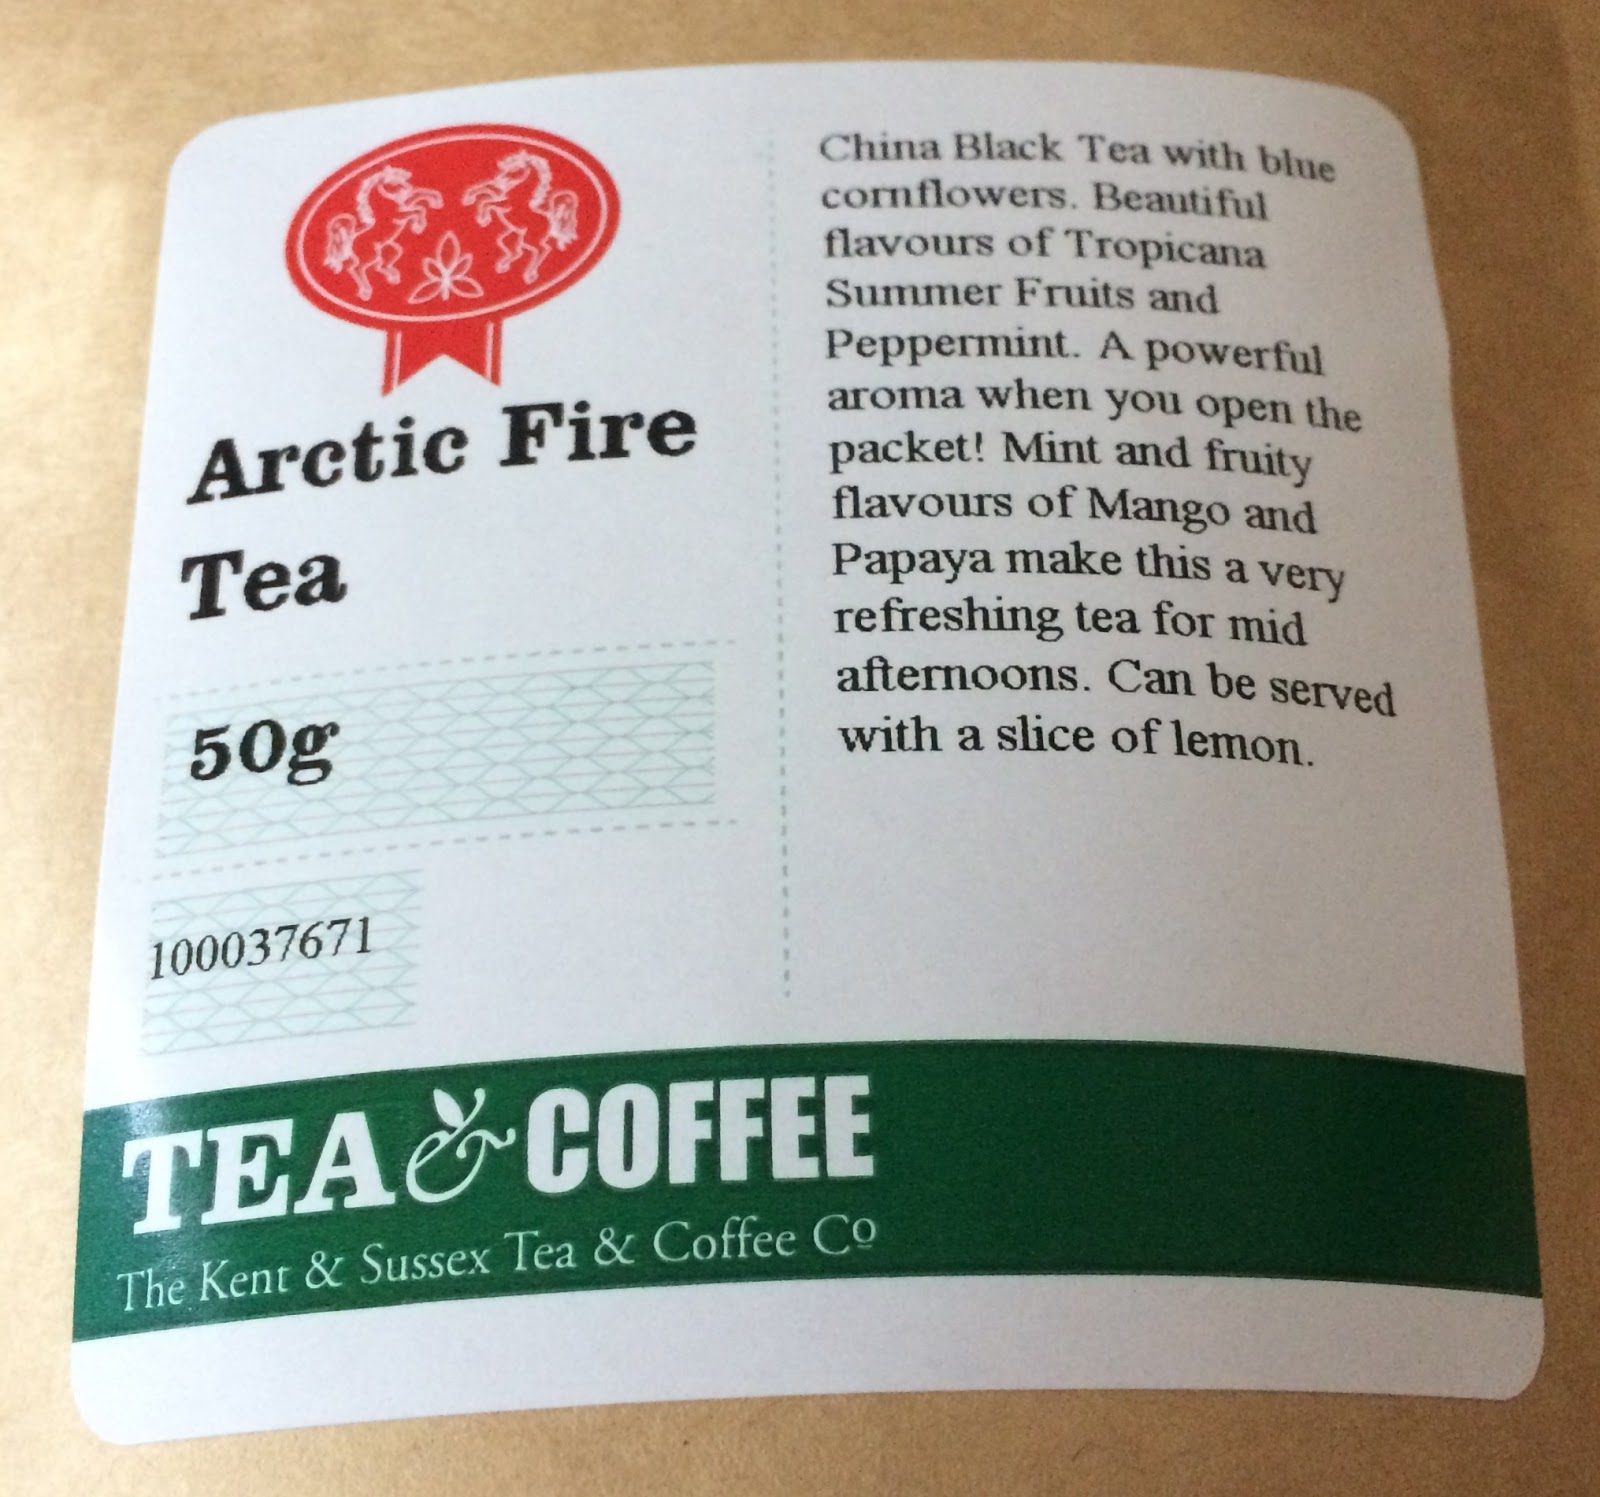 Arctic Fire
Tea
50g
100037671
China Black Tea with blue
cornflowers. Beautiful
flavours of Tropicana
Summer Fruits and
Peppermint. A powerful
aroma when you open the
packet! Mint and fruity
flavours of Mango and
Papaya make this a very
refreshing tea for mid
afternoons. Can be served
with a slice of lemon.
TEA & COFFEE
The Kent & Sussex Tea & Coffee Cº